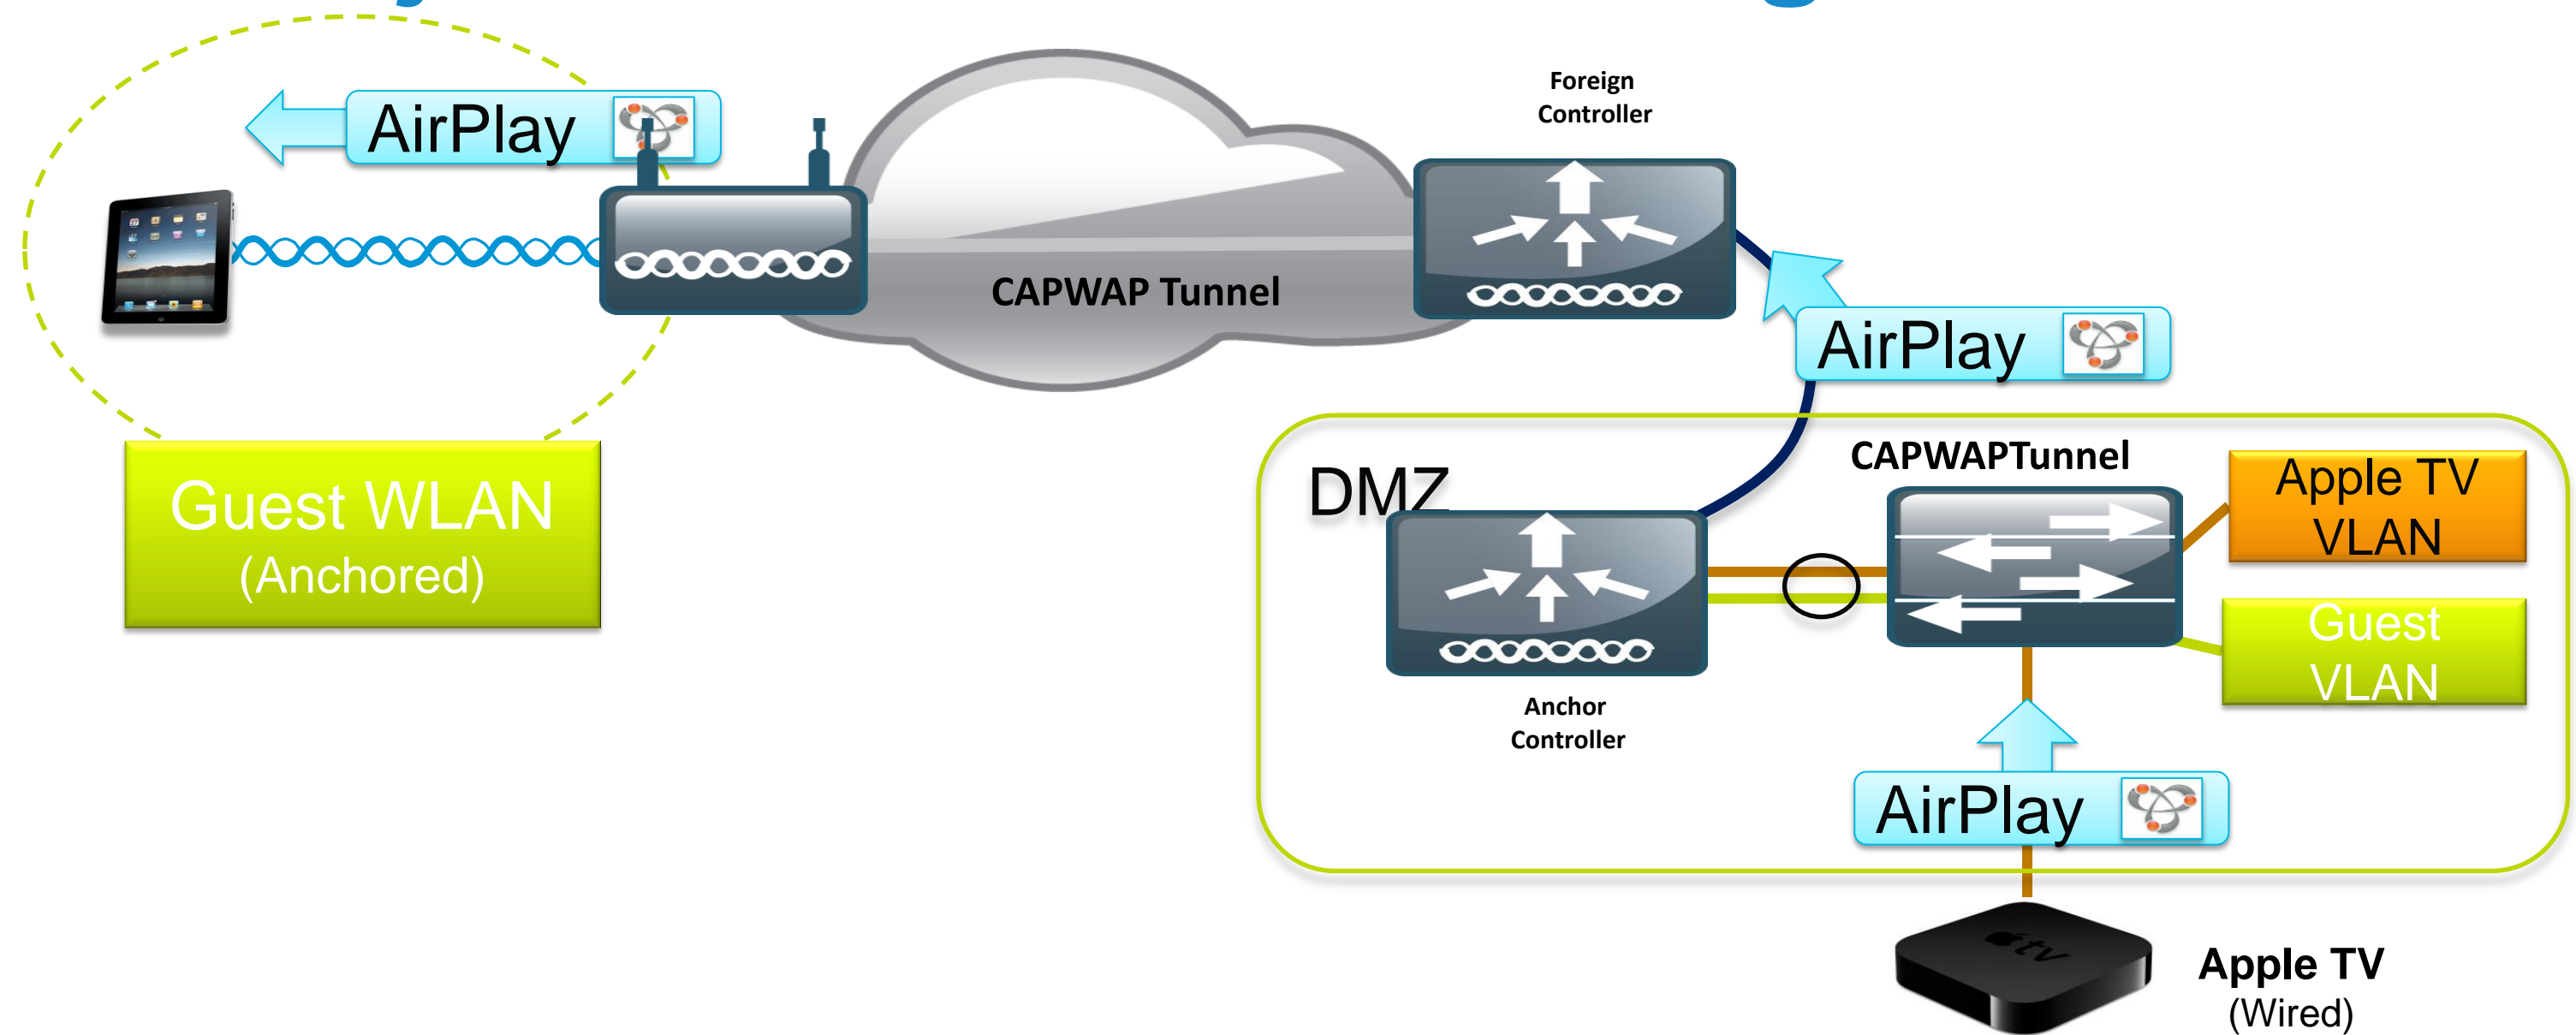 AirPlay
Foreign
Controller
CAPWAP Tunnel
AirPlay
Guest WLAN
(Anchored)
DMZ
CAPWAPTunnel
Apple TV
VLAN
Guest
VLAN
Anchor
Controller
AirPlay
tv
Apple TV
(Wired)